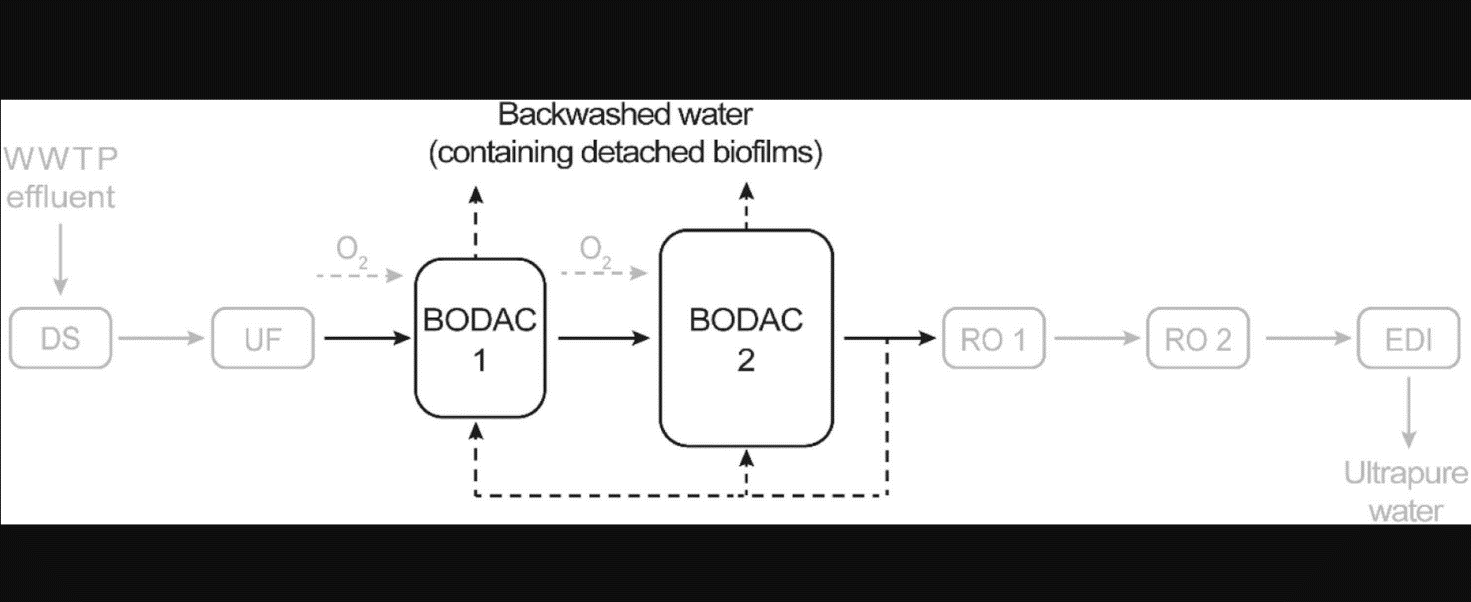 Backwashed water
(containing detached biofilms)
WWTP
effluent
O2
O2
DS
UF
BODAC
1
BODAC
2
RO 1
RO 2
EDI
Ultrapure
water